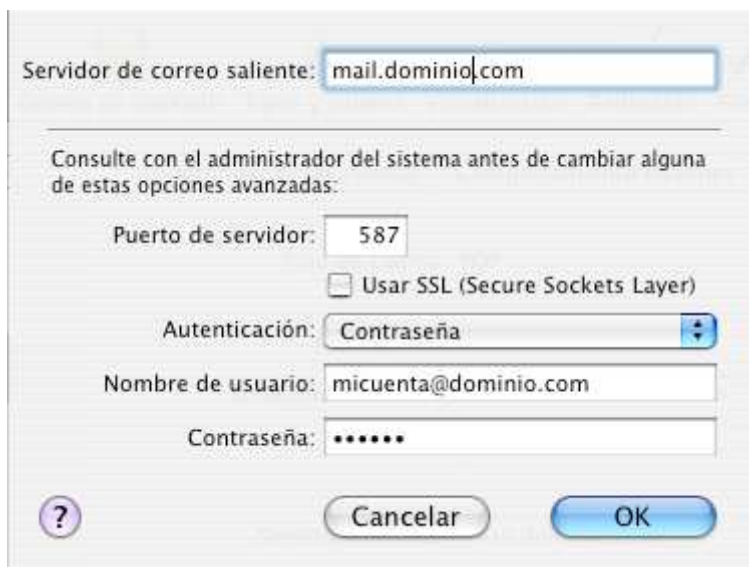 Servidor de correo saliente: mail.dominio.com
Consulte con el administrador del sistema antes de cambiar alguna
de estas opciones avanzadas:
Puerto de servidor: 587
Usar SSL (Secure Sockets Layer)
Autenticación: Contraseña
Nombre de usuario: micuenta@dominio.com
Contraseña: ••••••
? Cancelar OK